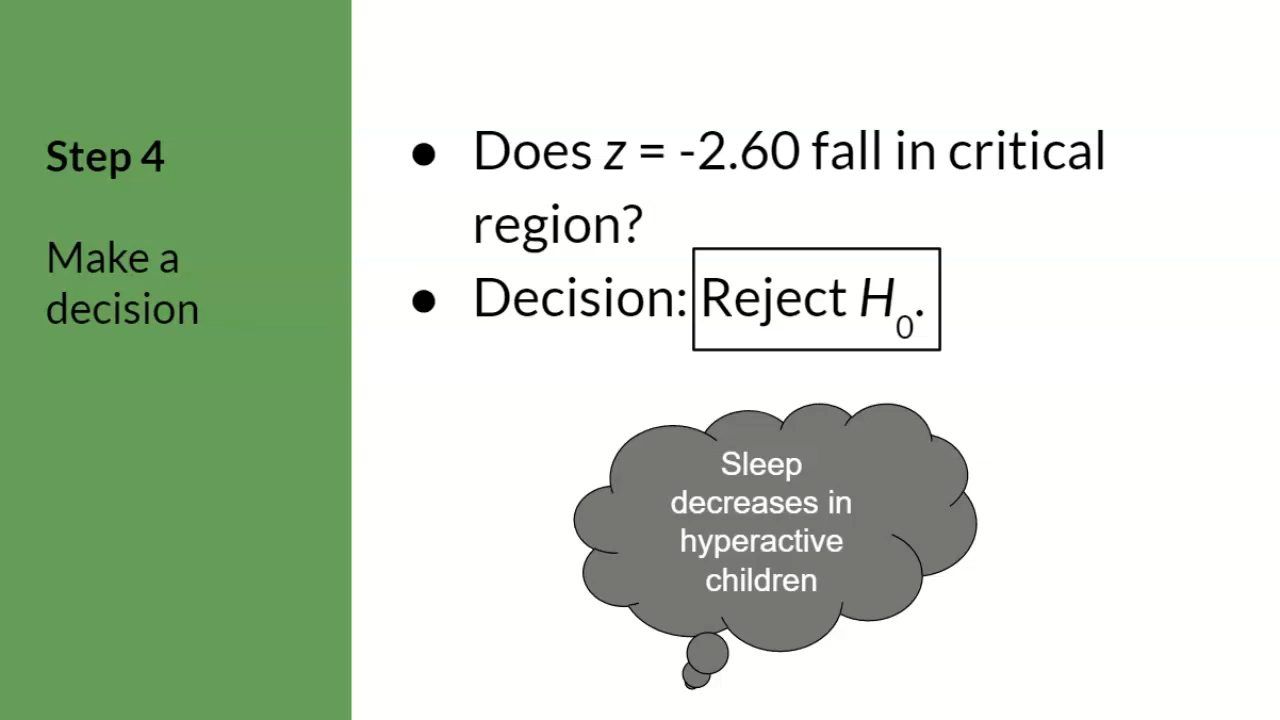 Step 4
Make a
decision
● Does z = -2.60 fall in critical
region?
● Decision: Reject H₀.
Sleep
decreases in
hyperactive
children